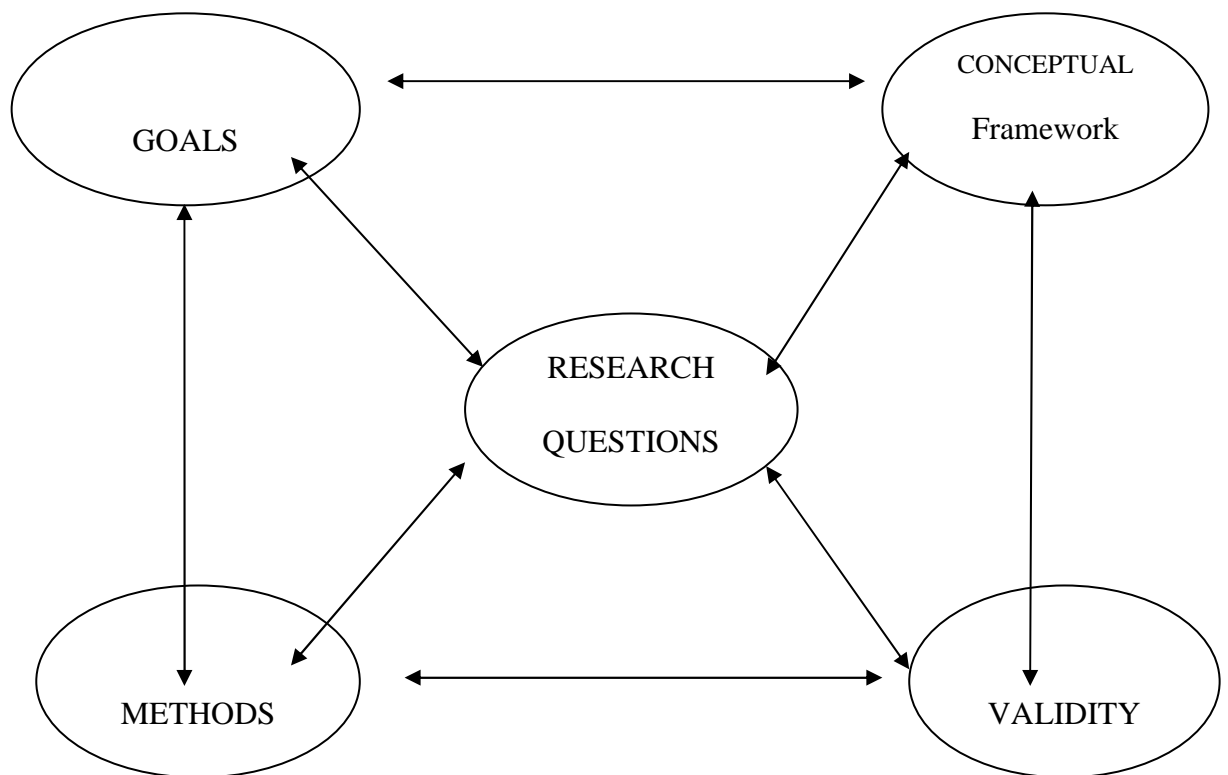 GOALS
CONCEPTUAL
Framework
RESEARCH
QUESTIONS
METHODS
VALIDITY